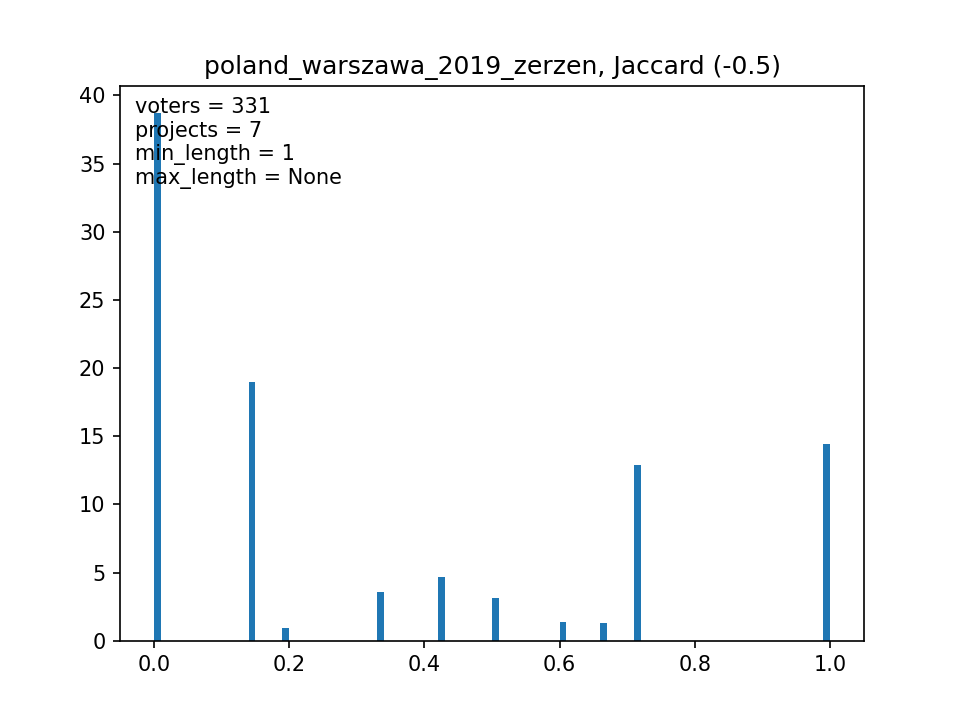 poland_warszawa_2019_zerzen, Jaccard (-0.5)
voters = 331
projects = 7
min_length = 1
max_length = None
40
35
30
25
20
15
10
5
0
0.0 0.2 0.4 0.6 0.8 1.0